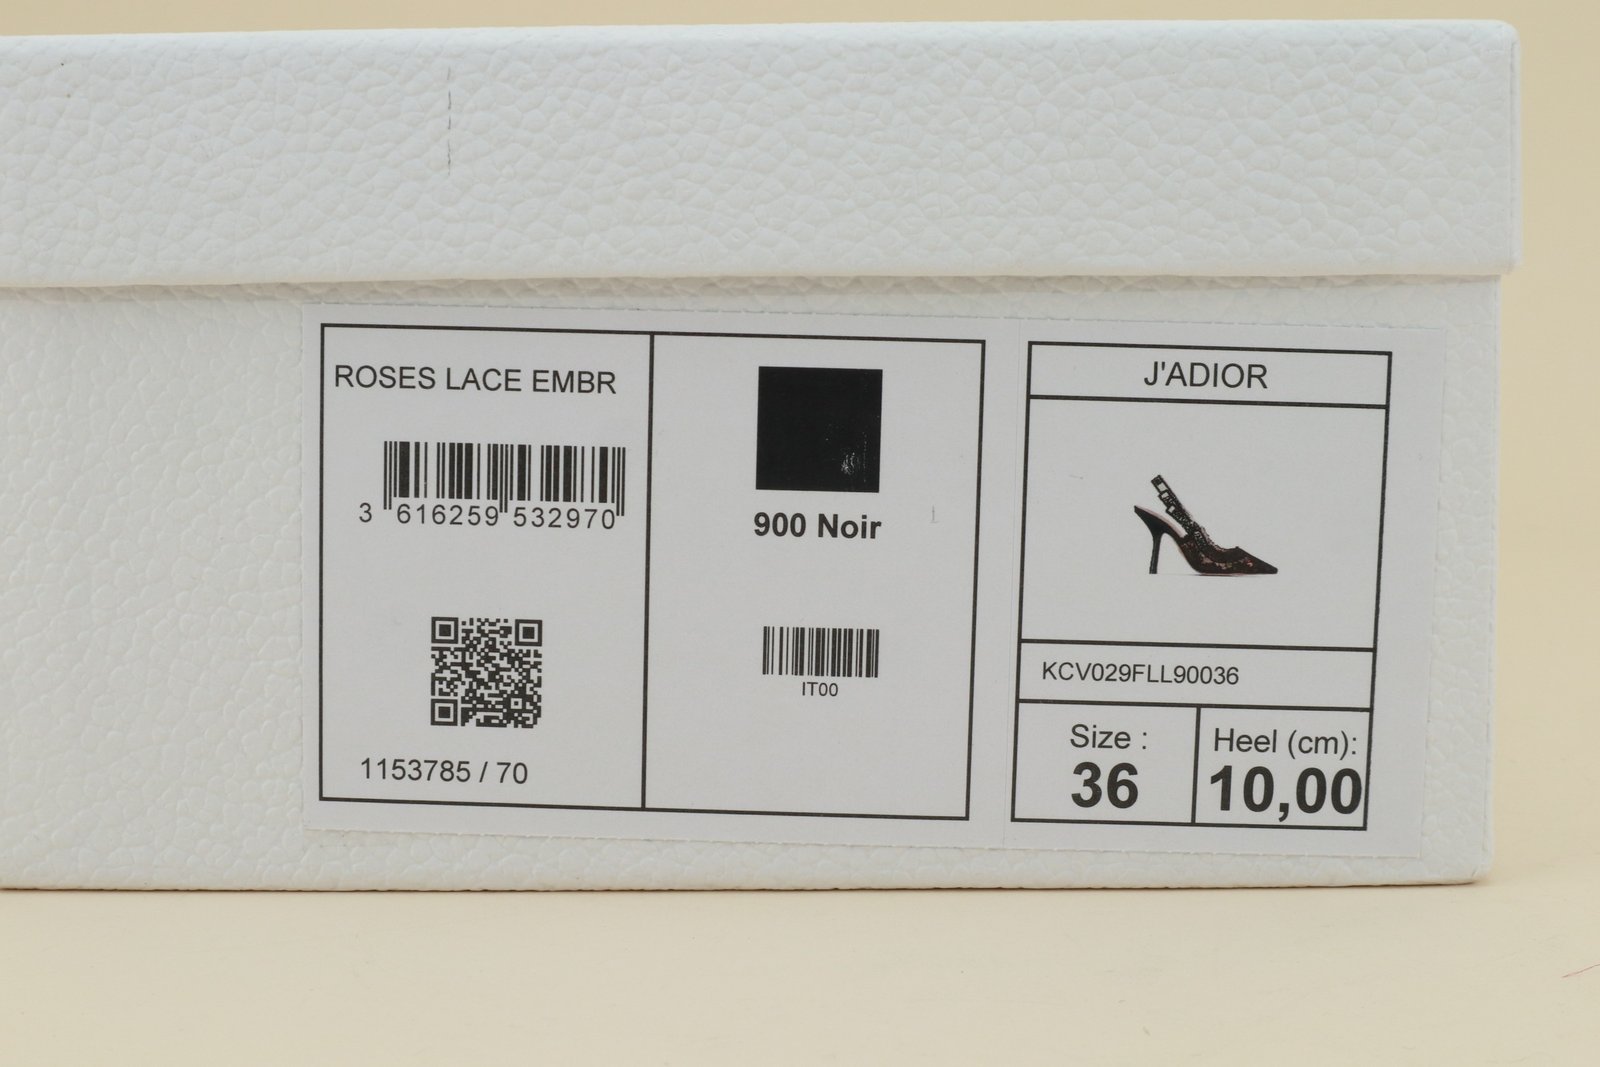 ROSES LACE EMBR
3 616259 532970
1153785 / 70
900 Noir
IT00
J'ADIOR
KCV029FLL90036
Size :
36
Heel (cm):
10,00